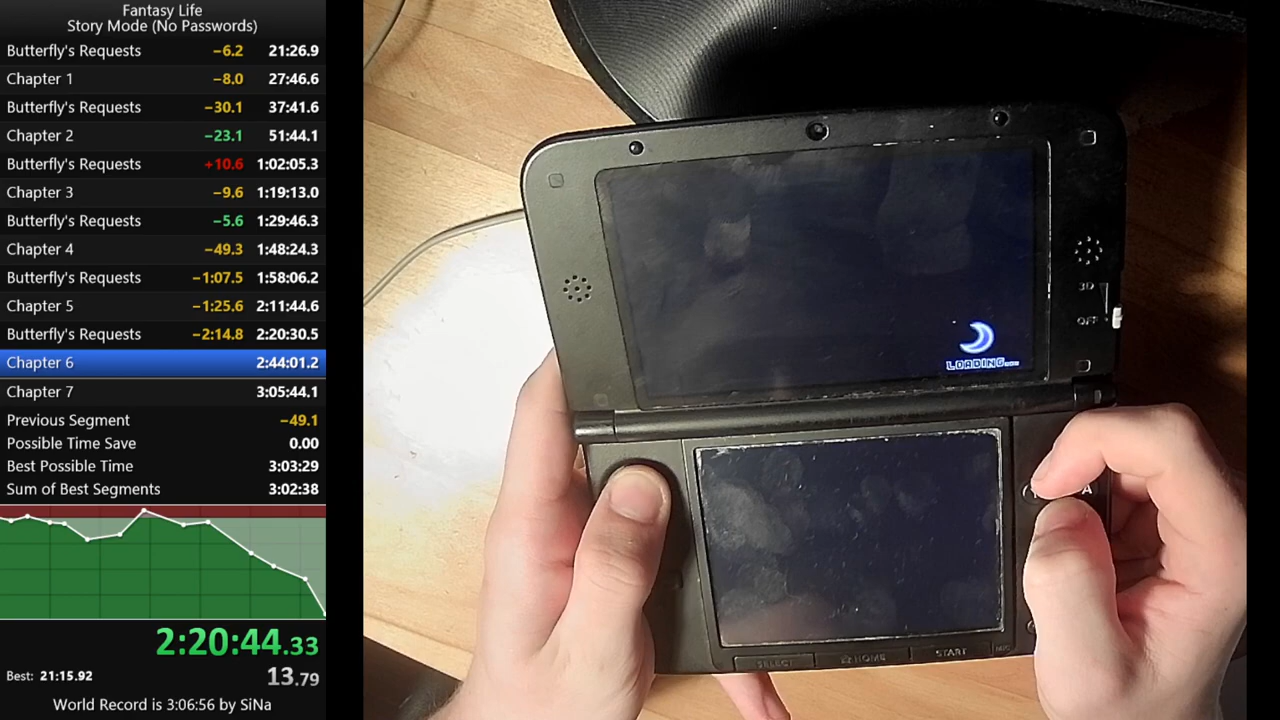 Fantasy Life
Story Mode (No Passwords)
Butterfly's Requests −6.2 21:26.9
Chapter 1 −8.0 27:46.6
Butterfly's Requests −30.1 37:41.6
Chapter 2 −23.1 51:44.1
Butterfly's Requests +10.6 1:02:05.3
Chapter 3 −9.6 1:19:13.0
Butterfly's Requests −5.6 1:29:46.3
Chapter 4 −49.3 1:48:24.3
Butterfly's Requests −1:07.5 1:58:06.2
Chapter 5 −1:25.6 2:11:44.6
Butterfly's Requests −2:14.8 2:20:30.5
Chapter 6 2:44:01.2
Chapter 7 3:05:44.1
Previous Segment −49.1
Possible Time Save 0.00
Best Possible Time 3:03:29
Sum of Best Segments 3:02:38
2:20:44.33
Best: 21:15.92 13.79
World Record is 3:06:56 by SiNa
3D
OFF
LOADING...
A
SELECT HOME START MIC